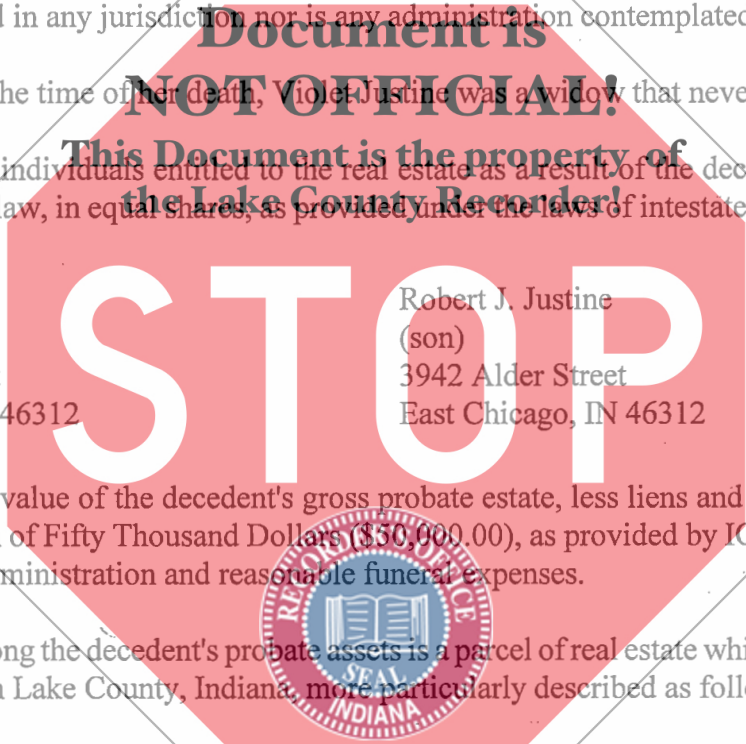 d in any jurisdiction nor is any administration contemplated
Document is
he time of her death, Violet Justine was a widow that neve
NOT OFFICIAL!
This Document is the property of
individuals entitled to the real estate as a result of the dec
the Lake County Recorder!
law, in equal shares, as provided under the laws of intestate
STOP
Robert J. Justine
(son)
3942 Alder Street
46312 East Chicago, IN 46312
value of the decedent's gross probate estate, less liens and
of Fifty Thousand Dollars ($50,000.00), as provided by IC
ministration and reasonable funeral expenses.
RECORDER'S OFFICE
SEAL
INDIANA
ong the decedent's probate assets is a parcel of real estate whi
n Lake County, Indiana, more particularly described as follo